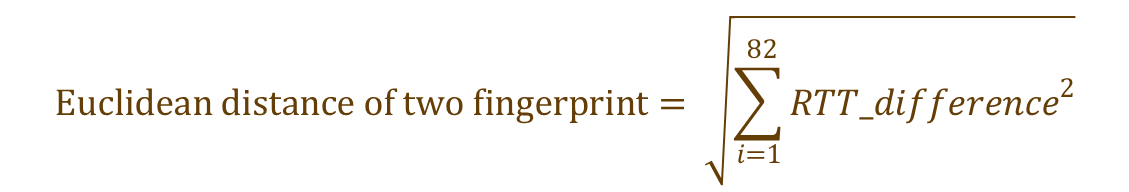 Euclidean distance of two fingerprint = √(∑_{i=1}^{82} RTT_difference²)